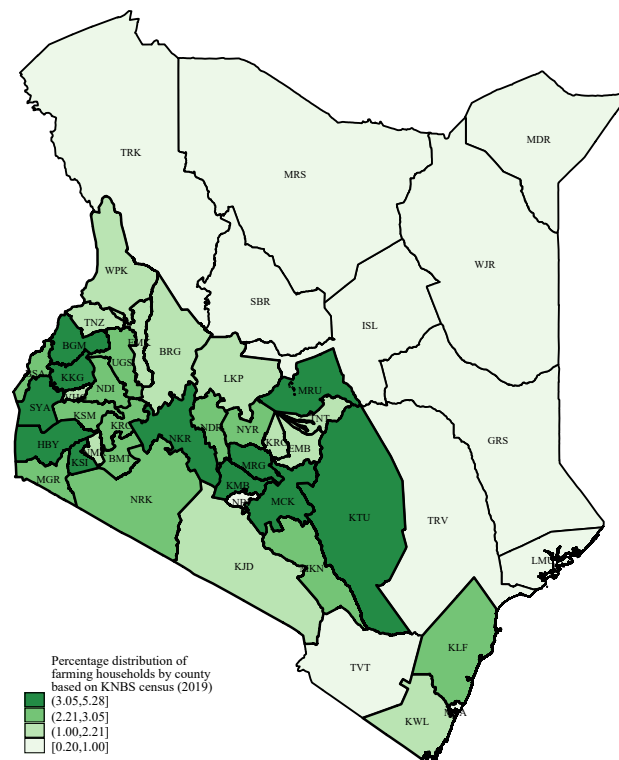 TRK
MDR
MRS
WJR
WPK
SBR
ISL
TNZ
BGM
BRG
UGS
LKP
KKG
NDI
MRU
SYA
KSM
TNT
KRC
NDR
NYR
KRG
HBY
NKR
EMB
GRS
KSI
BMT
MRG
MGR
KMB
NRK
MCK
KTU
TRV
LMU
KJD
MKN
KLF
TVT
KWL
Percentage distribution of
farming households by county
based on KNBS census (2019)
(3.05,5.28]
(2.21,3.05]
(1.00,2.21]
[0.20,1.00]